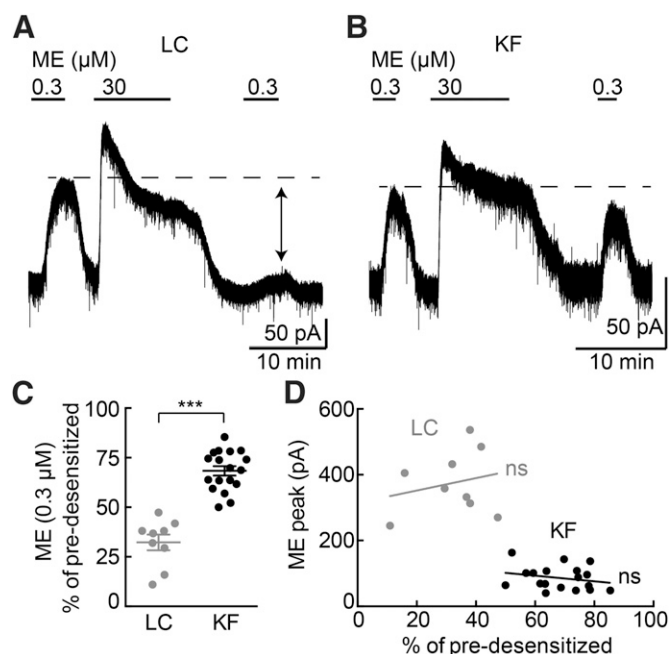 A
LC
ME (µM)
0.3 30 0.3
50 pA
10 min
B
KF
ME (µM)
0.3 30 0.3
50 pA
10 min
C
ME (0.3 µM)
% of pre-desensitized
100
75
50
25
0
***
LC KF
D
ME peak (pA)
600
400
200
0
LC
ns
KF
ns
0 20 40 60 80 100
% of pre-desensitized